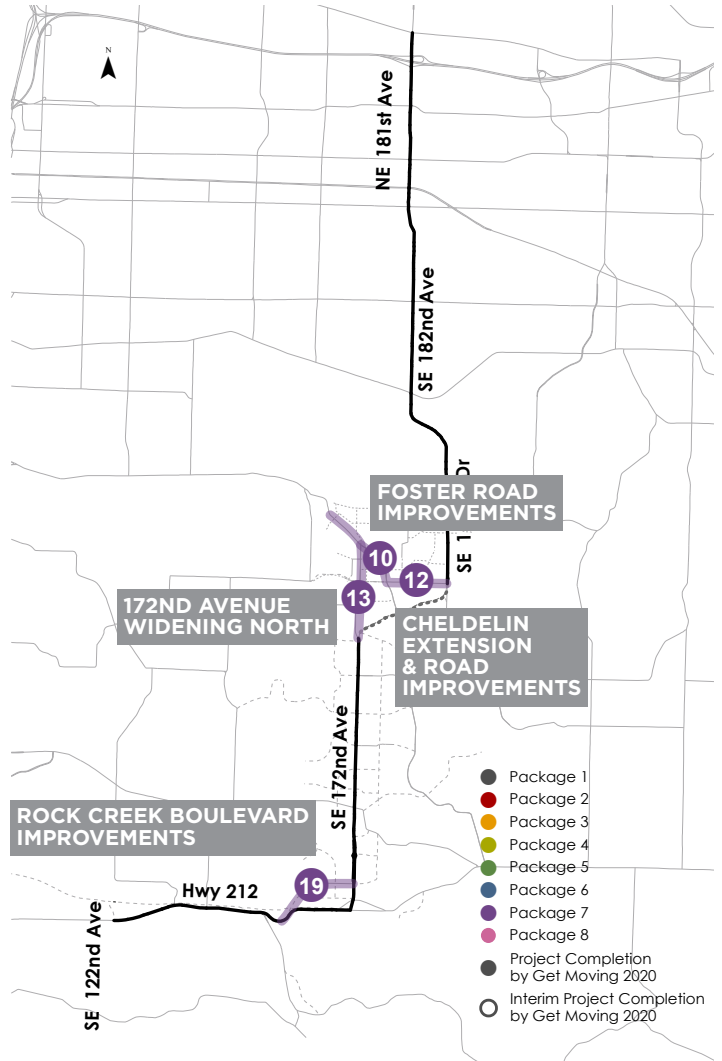 N
NE 181st Ave
SE 182nd Ave
Dr
SE 1
FOSTER ROAD
IMPROVEMENTS
10
12
13
172ND AVENUE
WIDENING NORTH
CHELDELIN
EXTENSION
& ROAD
IMPROVEMENTS
SE 172nd Ave
ROCK CREEK BOULEVARD
IMPROVEMENTS
19
Hwy 212
SE 122nd Ave
Package 1
Package 2
Package 3
Package 4
Package 5
Package 6
Package 7
Package 8
Project Completion
by Get Moving 2020
Interim Project Completion
by Get Moving 2020